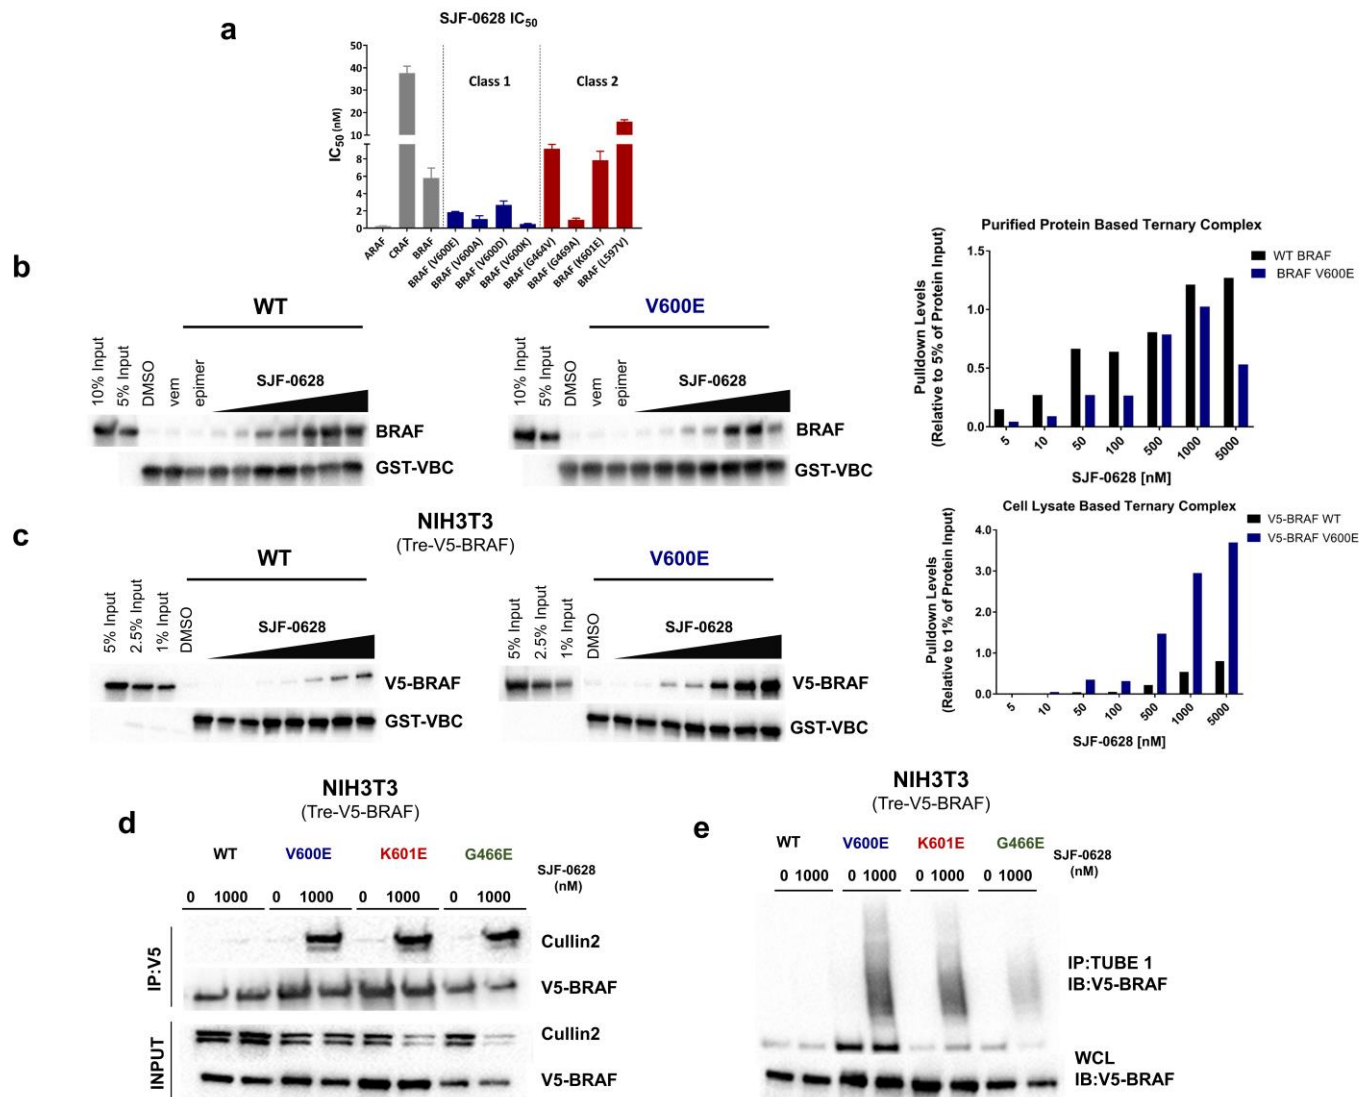 a
SJF-0628 IC50
IC50 (nM)
50
40
30
20
10
8
6
4
2
0
Class 1
Class 2
ARAF
CRAF
BRAF
BRAF (V600E)
BRAF (V600A)
BRAF (V600D)
BRAF (V600K)
BRAF (G464V)
BRAF (G469A)
BRAF (K601E)
BRAF (L597V)
b
WT
10% Input
5% Input
DMSO
vem
epimer
SJF-0628
BRAF
GST-VBC
V600E
10% Input
5% Input
DMSO
vem
epimer
SJF-0628
BRAF
GST-VBC
Purified Protein Based Ternary Complex
WT BRAF
BRAF V600E
Pulldown Levels
(Relative to 5% of Protein Input)
1.5
1.0
0.5
0.0
5
10
50
100
500
1000
5000
SJF-0628 [nM]
c
NIH3T3
(Tre-V5-BRAF)
WT
5% Input
2.5% Input
1% Input
DMSO
SJF-0628
V5-BRAF
GST-VBC
V600E
5% Input
2.5% Input
1% Input
DMSO
SJF-0628
V5-BRAF
GST-VBC
Cell Lysate Based Ternary Complex
V5-BRAF WT
V5-BRAF V600E
Pulldown Levels
(Relative to 1% of Protein Input)
4.0
3.0
2.0
1.0
0.0
5
10
50
100
500
1000
5000
SJF-0628 [nM]
d
NIH3T3
(Tre-V5-BRAF)
WT V600E K601E G466E
SJF-0628
(nM)
0 1000 0 1000 0 1000 0 1000
IP:V5
Cullin2
V5-BRAF
INPUT
Cullin2
V5-BRAF
e
NIH3T3
(Tre-V5-BRAF)
WT V600E K601E G466E
SJF-0628
(nM)
0 1000 0 1000 0 1000 0 1000
IP:TUBE 1
IB:V5-BRAF
WCL
IB:V5-BRAF